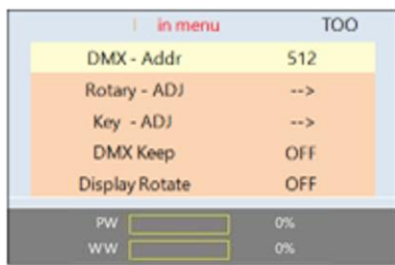 in menu TOO
DMX - Addr 512
Rotary - ADJ -->
Key - ADJ -->
DMX Keep OFF
Display Rotate OFF
PW 0%
WW 0%